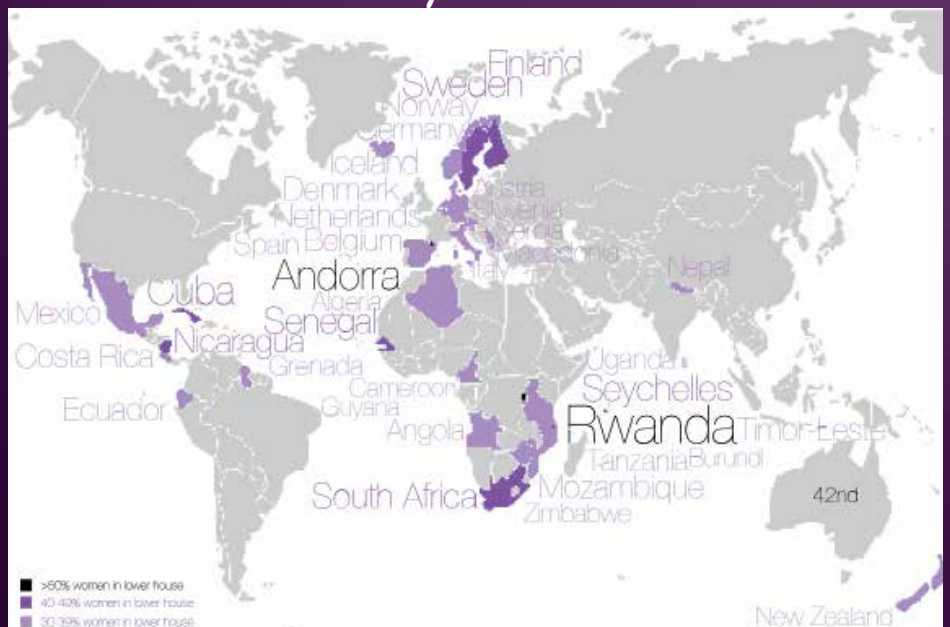 Finland
Sweden
Norway
Germany
Iceland
Denmark
Austria
Netherlands
Slovenia
Serbia
Spain
Belgium
Macedonia
Italy
Andorra
Nepal
Cuba
Algeria
Mexico
Senegal
Nicaragua
Costa Rica
Grenada
Uganda
Cameroon
Seychelles
Ecuador
Guyana
Rwanda
Angola
Timor-Leste
Tanzania
Burundi
South Africa
Mozambique
42nd
Zimbabwe
>50% women in lower house
40-49% women in lower house
30-39% women in lower house
New Zealand